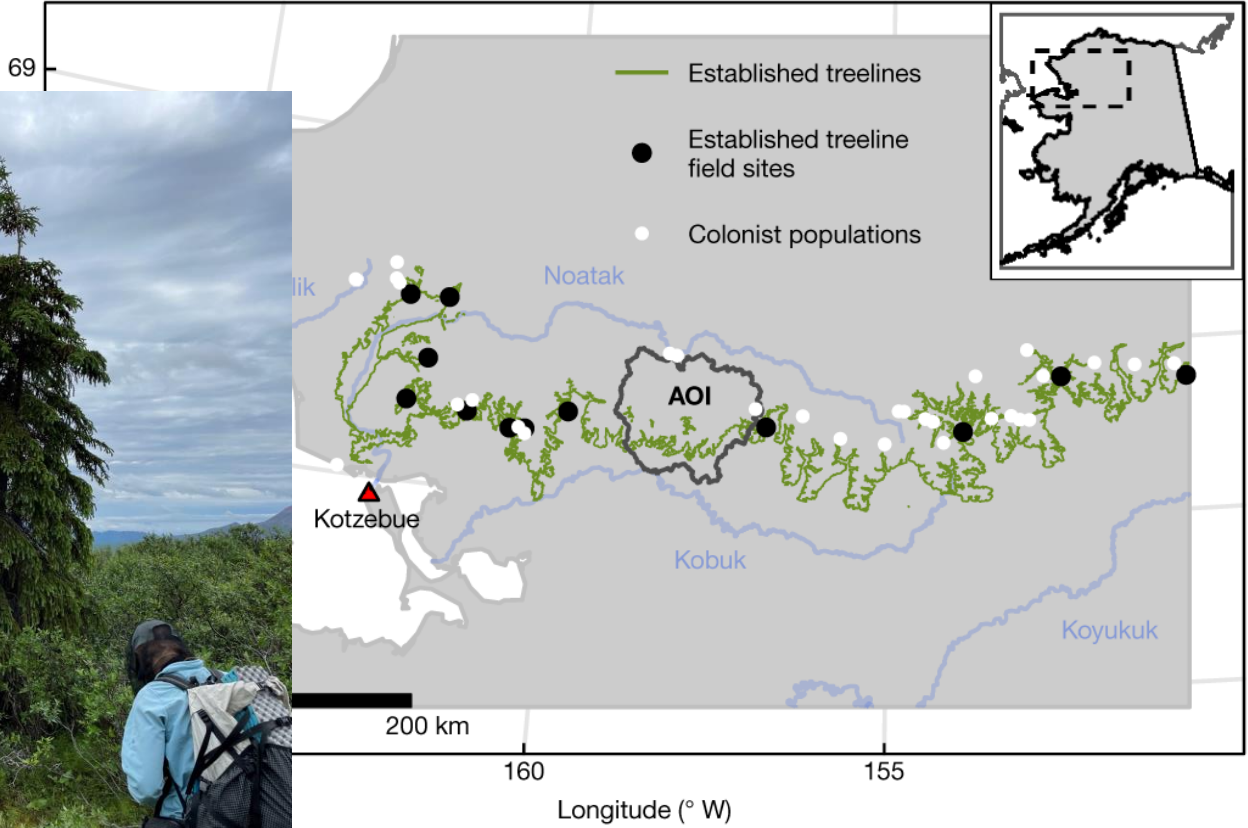 69
Established treelines
Established treeline
field sites
Colonist populations
lik
Noatak
AOI
Kotzebue
Kobuk
Koyukuk
200 km
160
155
Longitude (° W)